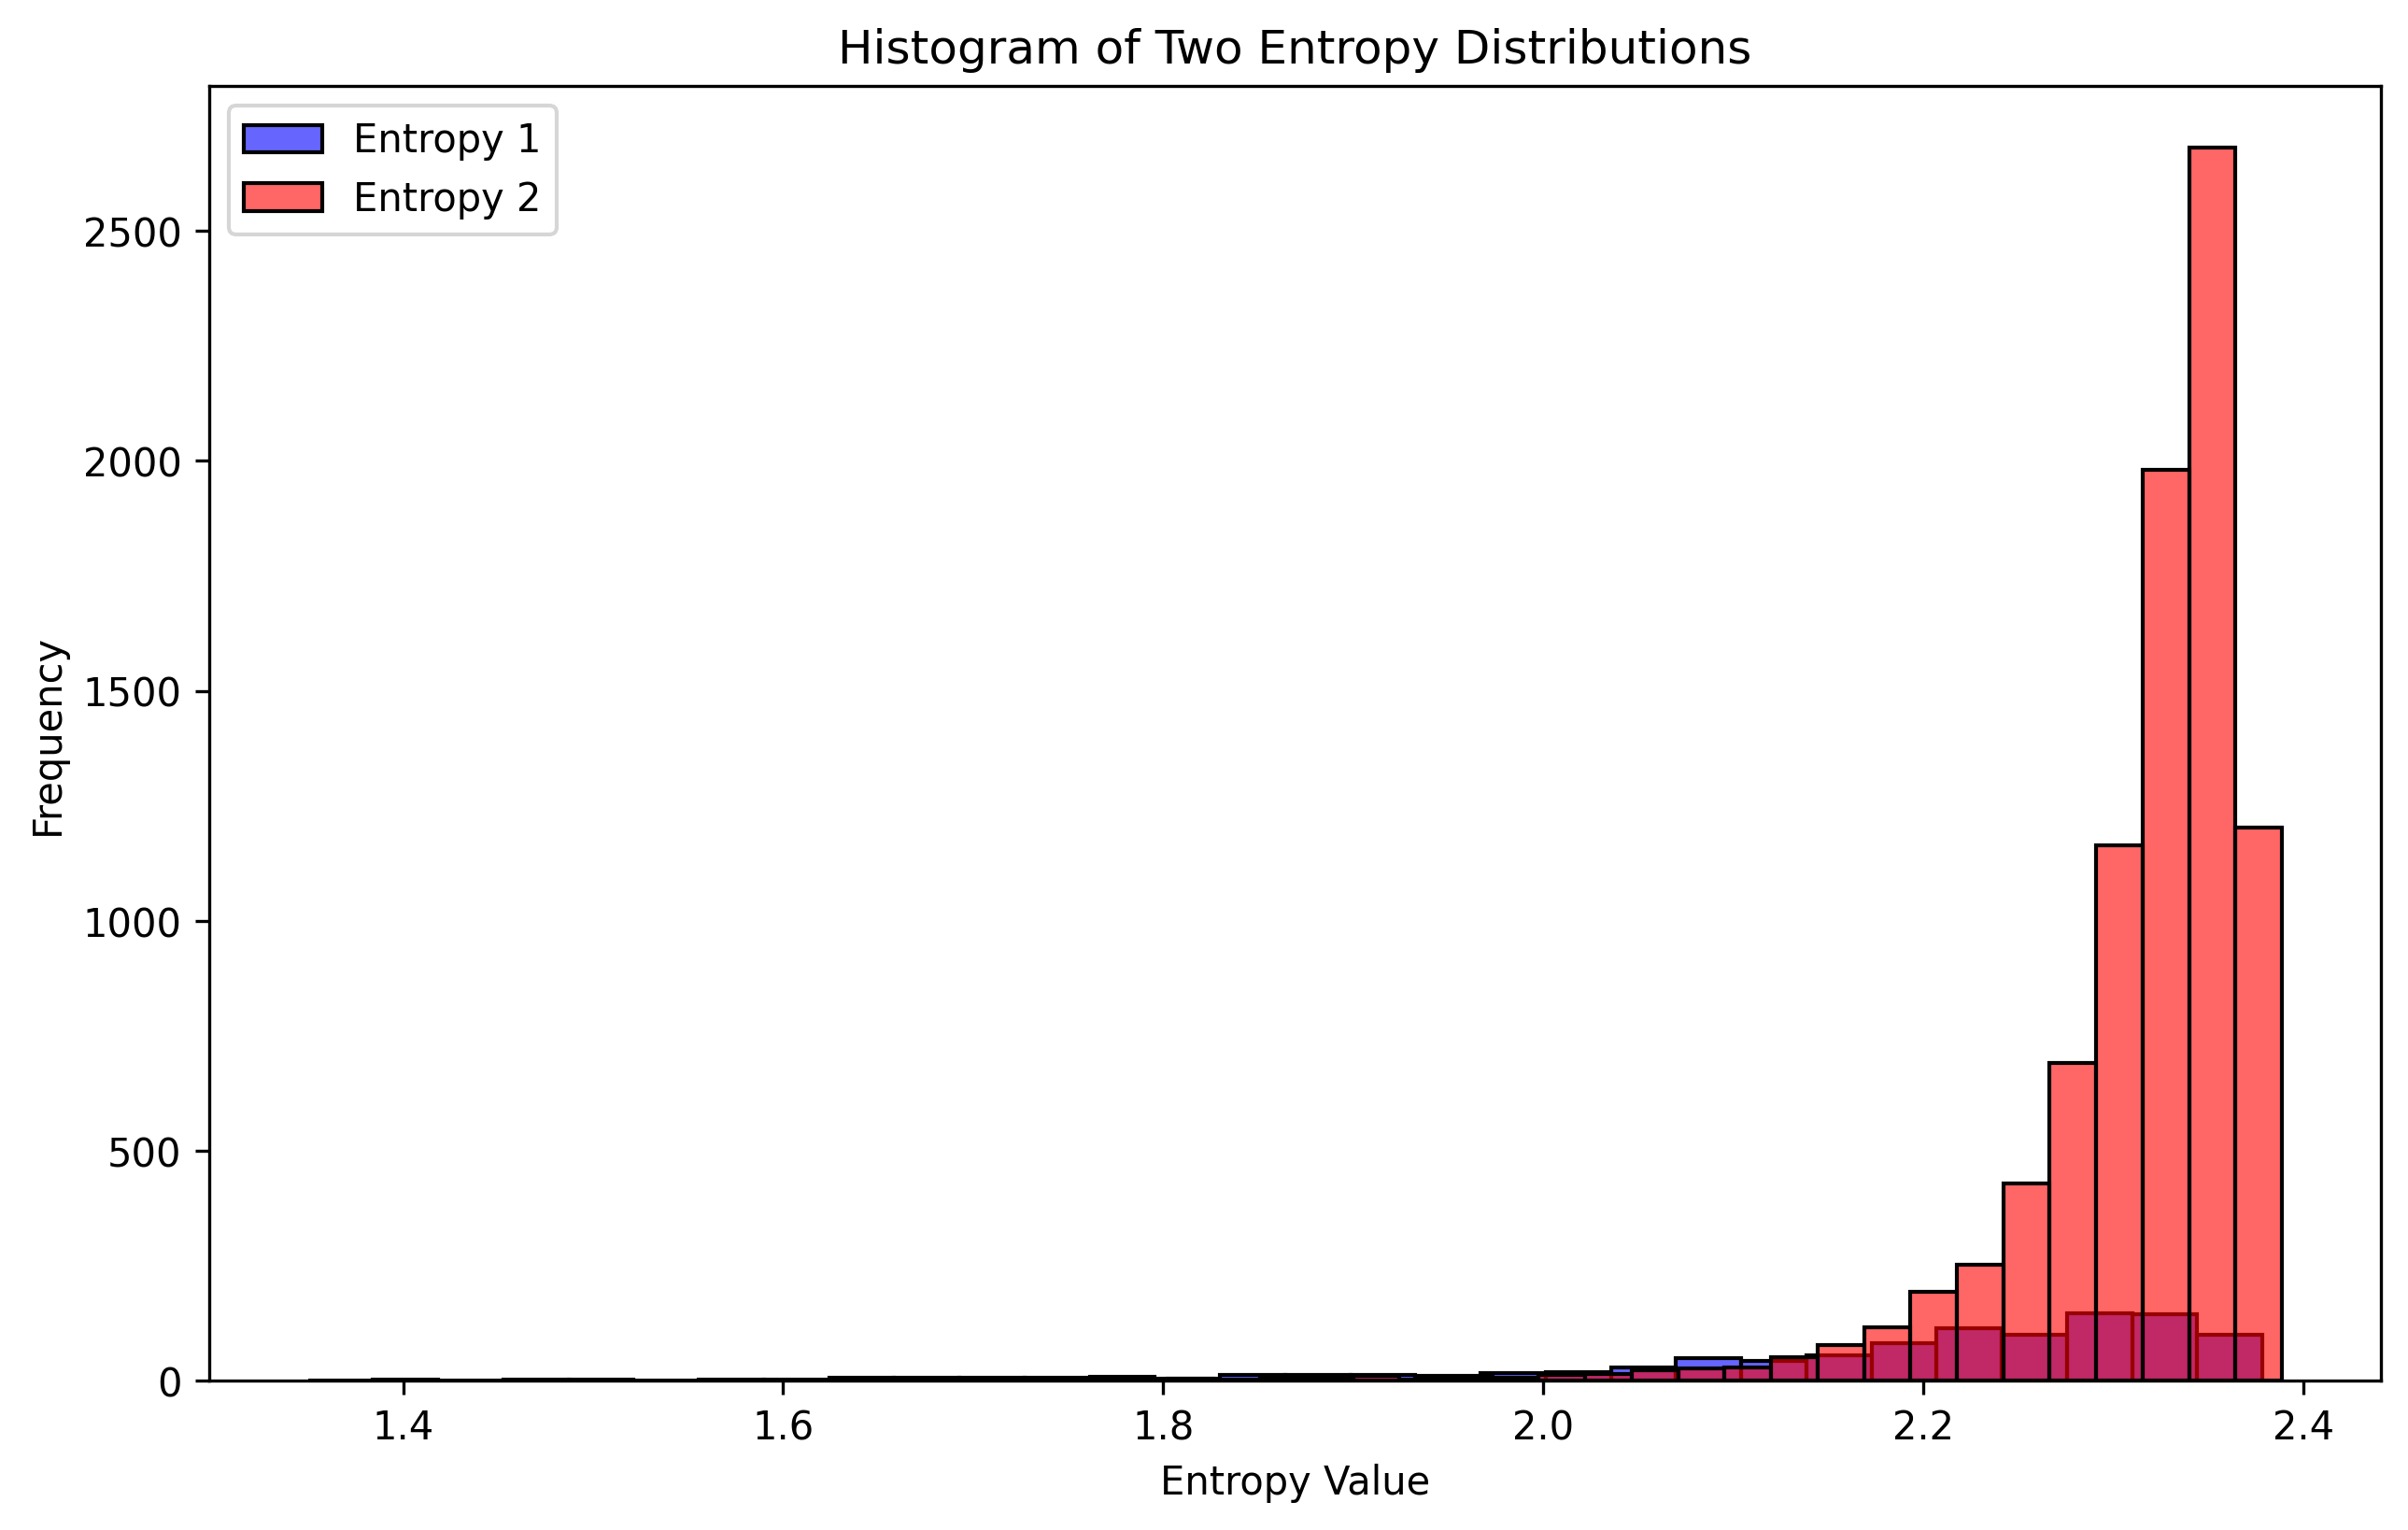 Histogram of Two Entropy Distributions
Entropy 1
Entropy 2
Frequency
2500
2000
1500
1000
500
0
1.4 1.6 1.8 2.0 2.2 2.4
Entropy Value